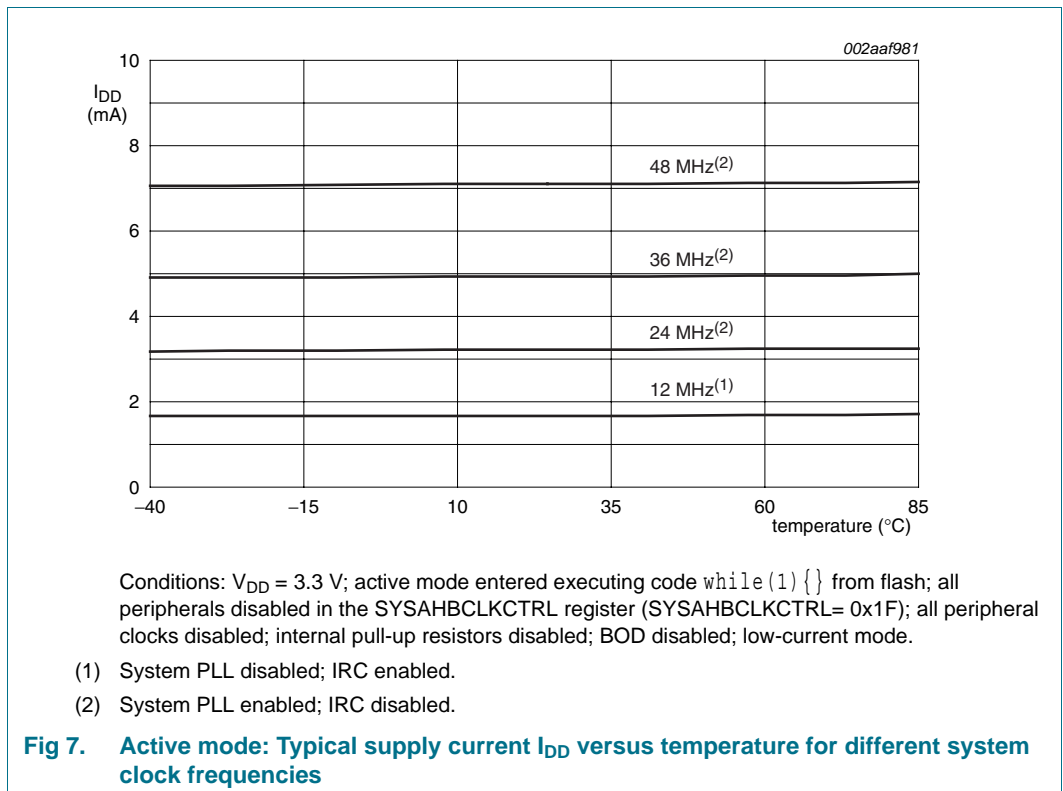 002aaf981
10
IDD
(mA)
8
48 MHz(2)
6
36 MHz(2)
4
24 MHz(2)
2
12 MHz(1)
0
−40 −15 10 35 60 85
temperature (°C)
Conditions: VDD = 3.3 V; active mode entered executing code while(1){} from flash; all
peripherals disabled in the SYSAHBCLKCTRL register (SYSAHBCLKCTRL= 0x1F); all peripheral
clocks disabled; internal pull-up resistors disabled; BOD disabled; low-current mode.
(1) System PLL disabled; IRC enabled.
(2) System PLL enabled; IRC disabled.
Fig 7. Active mode: Typical supply current IDD versus temperature for different system
clock frequencies